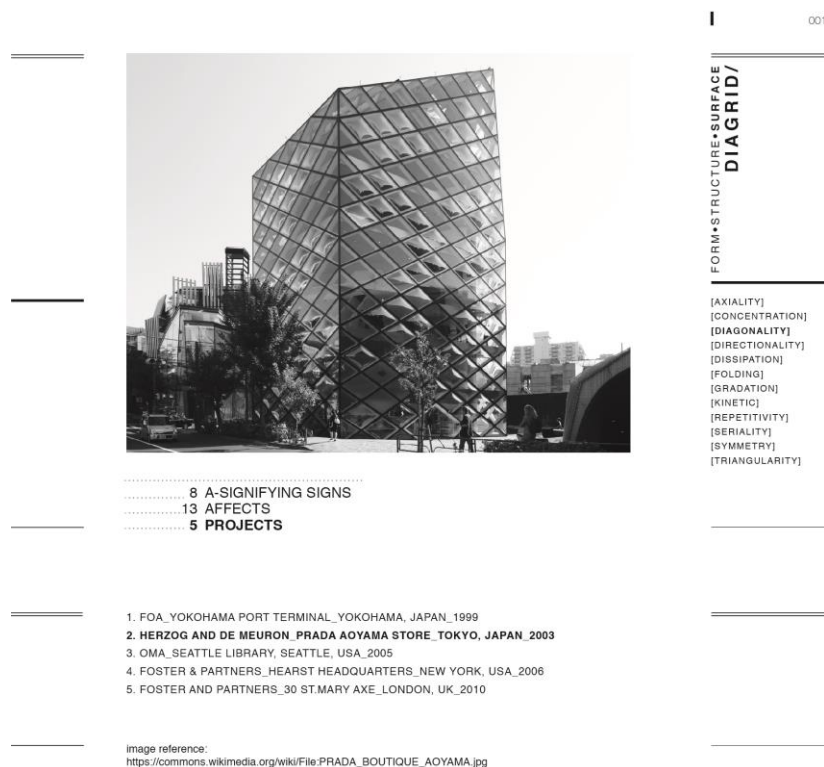 I 001
FORM•STRUCTURE•SURFACE
DIAGRID/
[AXIALITY]
[CONCENTRATION]
[DIAGONALITY]
[DIRECTIONALITY]
[DISSIPATION]
[FOLDING]
[GRADATION]
[KINETIC]
[REPETITIVITY]
[SERIALITY]
[SYMMETRY]
[TRIANGULARITY]
8 A-SIGNIFYING SIGNS
13 AFFECTS
5 PROJECTS
1. FOA_YOKOHAMA PORT TERMINAL_YOKOHAMA, JAPAN_1999
2. HERZOG AND DE MEURON_PRADA AOYAMA STORE_TOKYO, JAPAN_2003
3. OMA_SEATTLE LIBRARY, SEATTLE, USA_2005
4. FOSTER & PARTNERS_HEARST HEADQUARTERS_NEW YORK, USA_2006
5. FOSTER AND PARTNERS_30 ST.MARY AXE_LONDON, UK_2010
image reference:
https://commons.wikimedia.org/wiki/File:PRADA_BOUTIQUE_AOYAMA.jpg